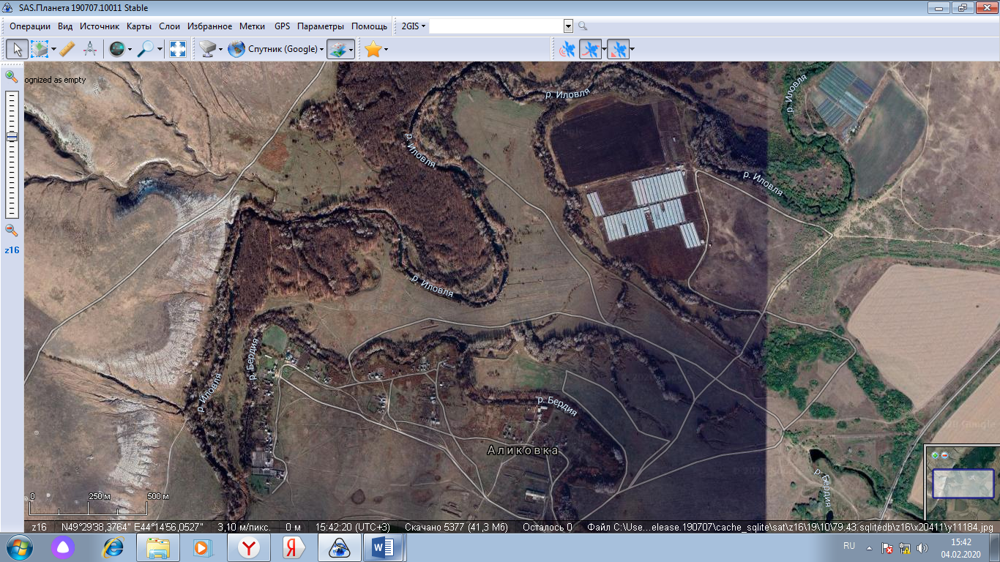 SAS.Планета 190707.10011 Stable
Операции Вид Источник Карты Слои Избранное Метки GPS Параметры Помощь 2GIS
Спутник (Google)
ognized as empty
р. Иловля
р. Иловля
р. Иловля
р. Иловля
z16
р. Иловля
р. Бердия
р. Иловля
р. Бердия
Аликовка
р. Бердия
0 250 м 500 м
z16 N49°29'38,3764" E44°14'56,0527" 3,10 м/пикс. 0 м 15:42:20 (UTC+3) Скачано 5377 (41,3 Мб) Осталось 0 Файл C:\Use...elease.190707\cache_sqlite\sat\z16\19\10\79.43.sqlitedb\z16\x20411\y11184.jpg
RU
15:42
04.02.2020